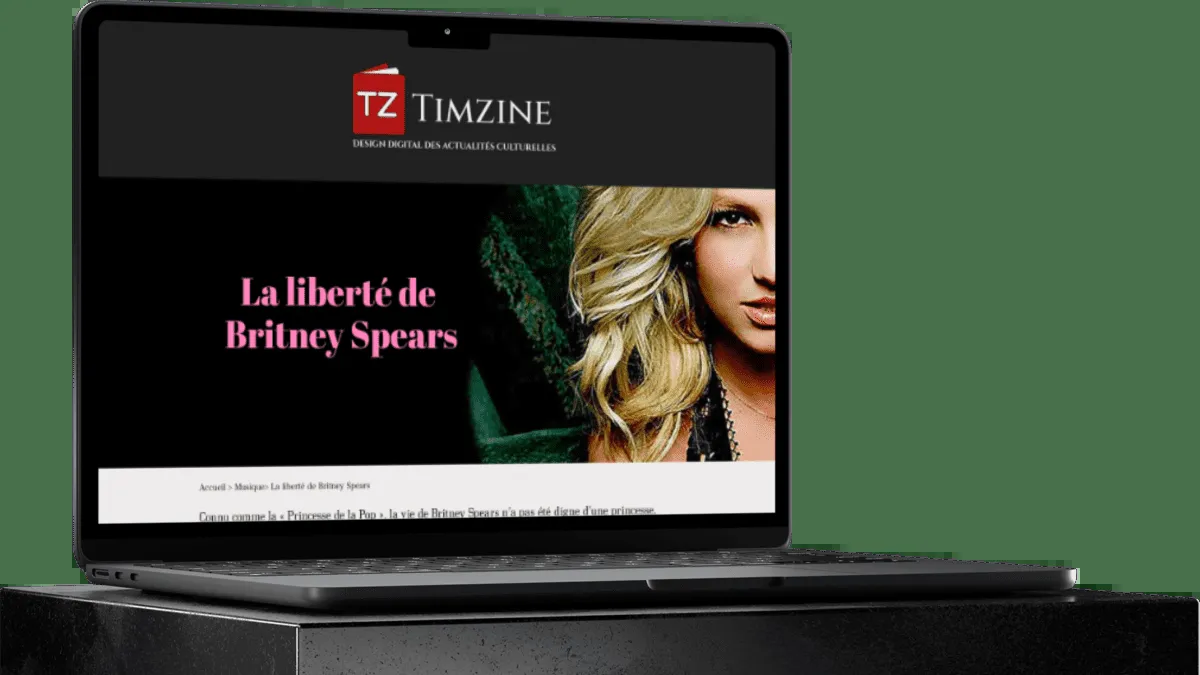 TZ TIMZINE
DESIGN DIGITAL DES ACTUALITÉS CULTURELLES
La liberté de
Britney Spears
Accueil > Musique> La liberté de Britney Spears
Connu comme la « Princesse de la Pop », la vie de Britney Spears n'a pas été digne d'une princesse.